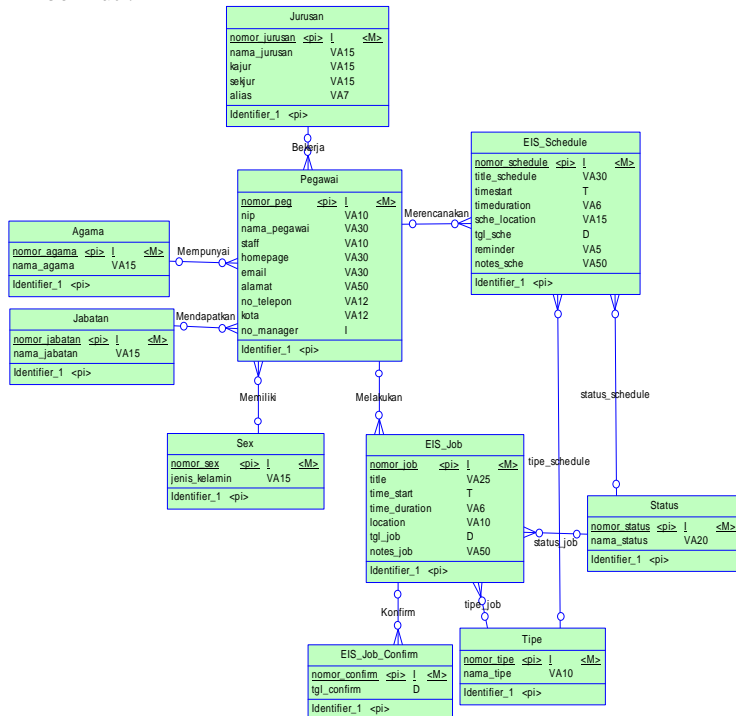 Jurusan
nomor_jurusan <pi> I <M>
nama_jurusan VA15
kajur VA15
sekjur VA15
alias VA7
Identifier_1 <pi>
Bekerja
EIS_Schedule
nomor_schedule <pi> I <M>
title_schedule VA30
timestart T
timeduration VA6
sche_location VA15
tgl_sche D
reminder VA5
notes_sche VA50
Identifier_1 <pi>
Pegawai
nomor_peg <pi> I <M>
nip VA10
nama_pegawai VA30
staff VA10
homepage VA30
email VA30
alamat VA50
no_telepon VA12
kota VA12
no_manager I
Identifier_1 <pi>
Merencanakan
Agama
nomor_agama <pi> I <M>
nama_agama VA15
Identifier_1 <pi>
Mempunyai
Jabatan
nomor_jabatan <pi> I <M>
nama_jabatan VA15
Identifier_1 <pi>
Mendapatkan
Memiliki
Melakukan
status_schedule
Sex
nomor_sex <pi> I <M>
jenis_kelamin VA15
Identifier_1 <pi>
EIS_Job
nomor_job <pi> I <M>
title VA25
time_start T
time_duration VA6
location VA10
tgl_job D
notes_job VA50
Identifier_1 <pi>
tipe_schedule
Status
nomor_status <pi> I <M>
nama_status VA20
Identifier_1 <pi>
status_job
Konfirm
tipe_job
EIS_Job_Confirm
nomor_confirm <pi> I <M>
tgl_confirm D
Identifier_1 <pi>
Tipe
nomor_tipe <pi> I <M>
nama_tipe VA10
Identifier_1 <pi>